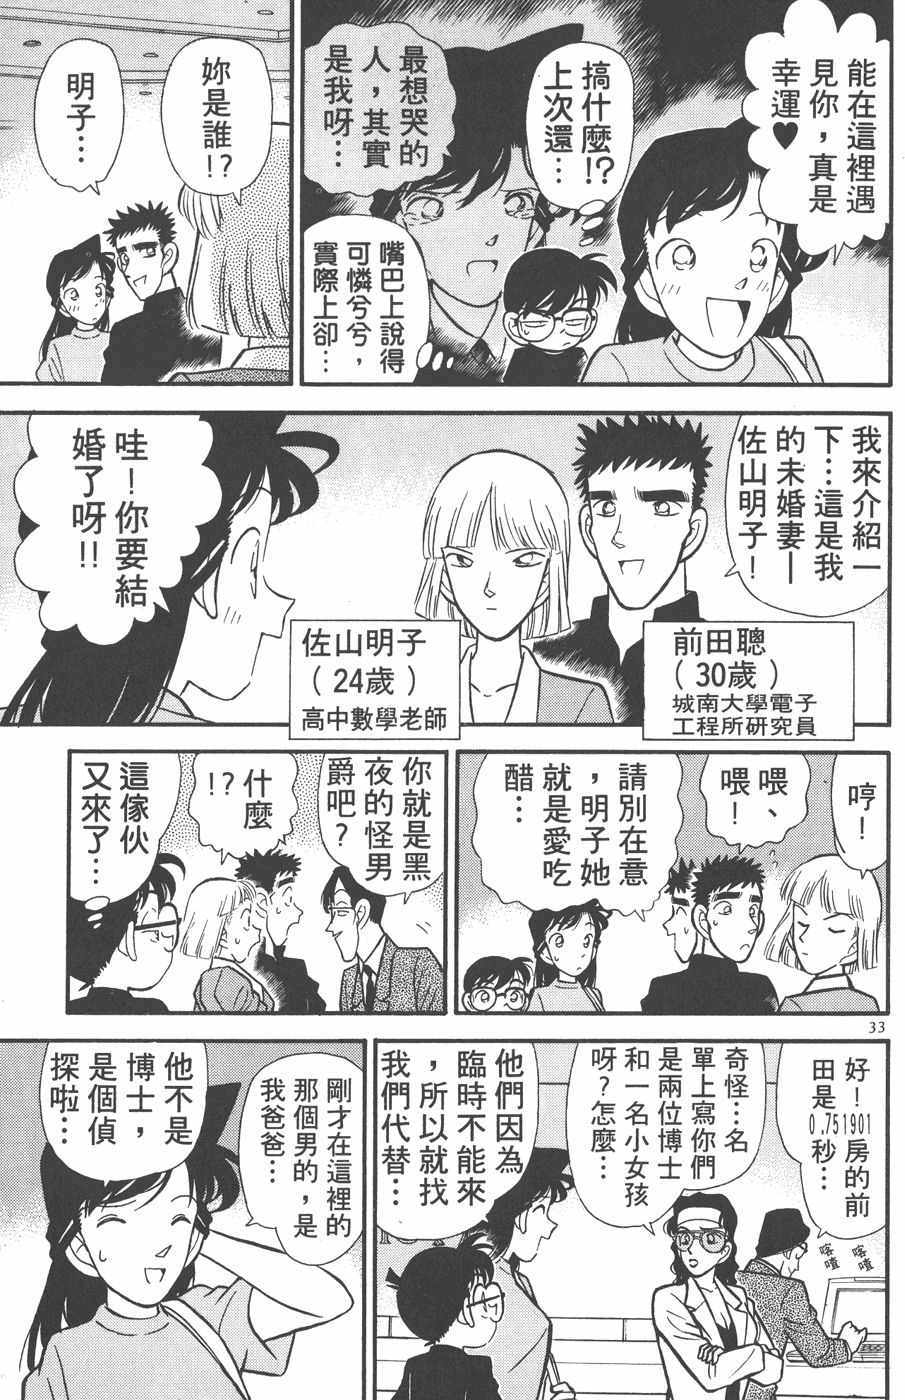 能在這裡遇
見你，真是
幸運♥
搞什麼!?
上次還…
最想哭的
人，其實
是我呀…
嘴巴上說得
可憐兮兮，
實際上卻…
妳是誰!?
明子…
我來介紹一
下…這是我
的未婚妻—
佐山明子！
前田聰
（30歲）
城南大學電子
工程所研究員
佐山明子
（24歲）
高中數學老師
哇！你要結
婚了呀!!
哼！
喂、
喂！
請別在意
，明子她
就是愛吃
醋…
你就是黑
夜的怪男
爵吧？
什麼
!?
這傢伙
又來了…
33
好！1901房的前
田是0.75
秒…
喀喳
喀喳
奇怪…名
單上寫你們
是兩位博士
和一名小女孩
呀？怎麼…
他們因為
臨時不能來
，所以就找
我們代替…
剛才在這裡的
那個男的，是
我爸爸…
他不是
博士，
是個偵
探啦…